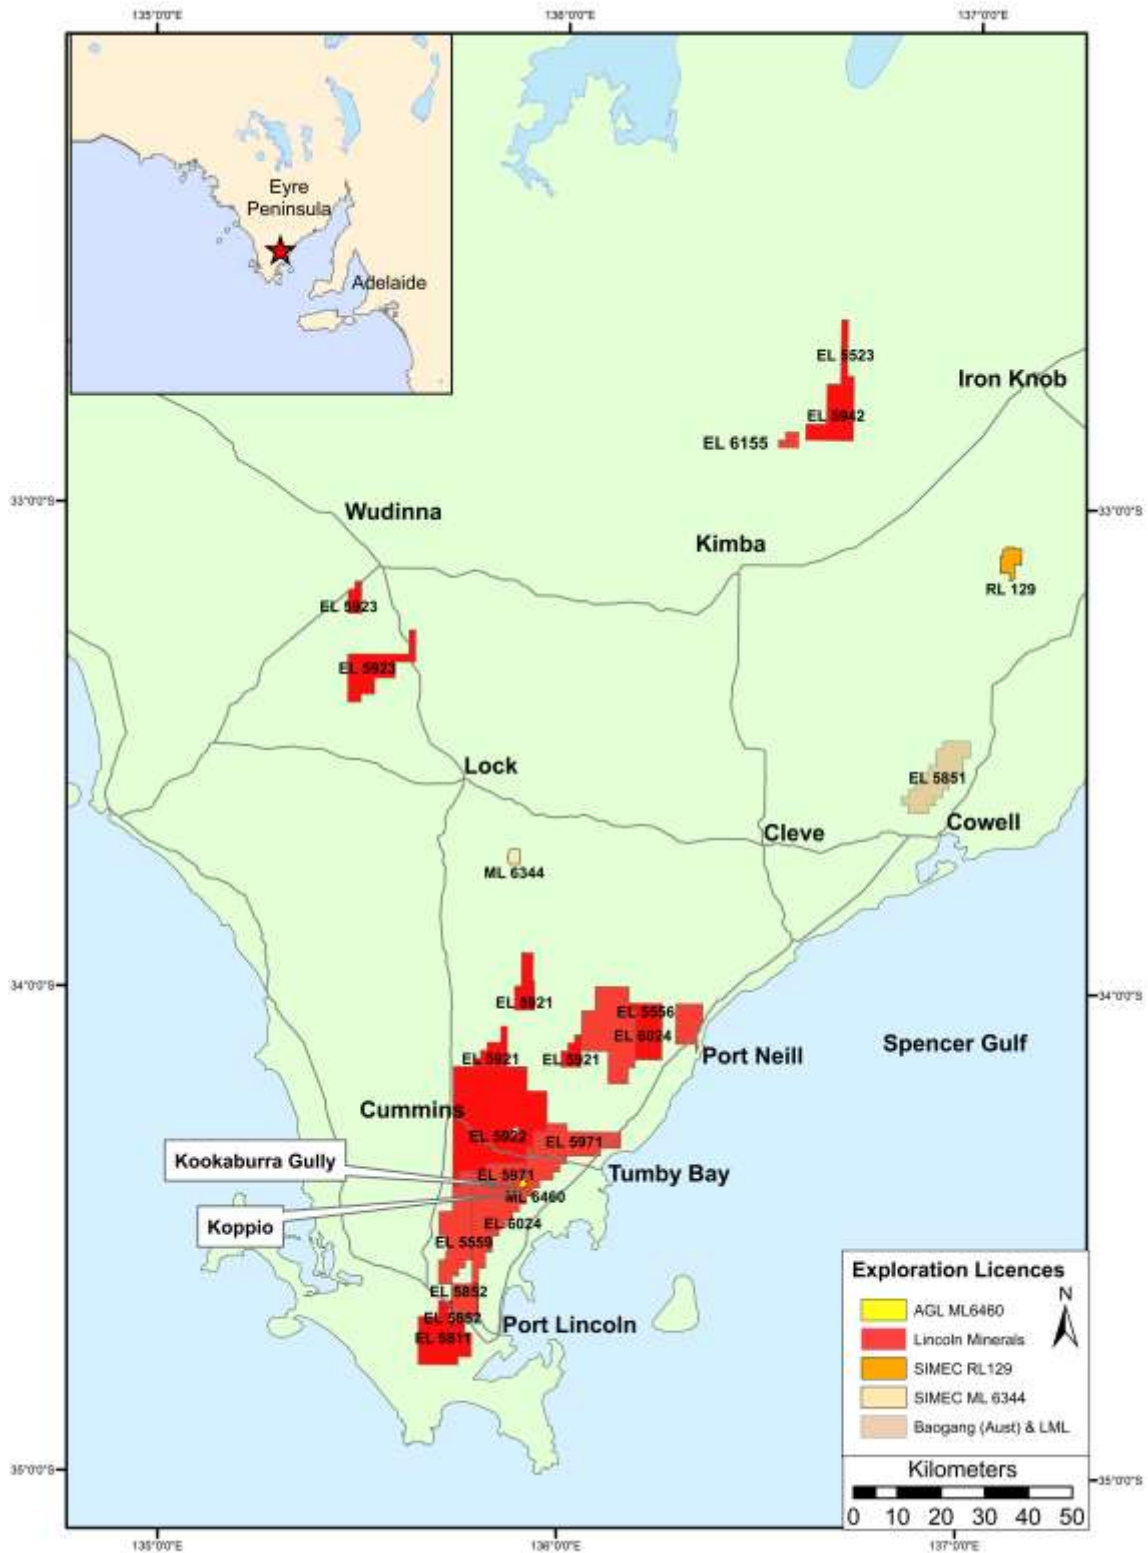 135°0'0"E
136°0'0"E
137°0'0"E
Eyre
Peninsula
Adelaide
EL 5523
Iron Knob
EL 5942
EL 6155
33°0'0"S
33°0'0"S
Wudinna
Kimba
RL 129
EL 5923
EL 5923
Lock
EL 5851
Cowell
Cleve
ML 6344
34°0'0"S
34°0'0"S
EL 5921
EL 5556
EL 6024
Spencer Gulf
Port Neill
EL 5921
EL 5921
Cummins
EL 5922
EL 5971
Kookaburra Gully
EL 5971
Tumby Bay
ML 6460
Koppio
EL 6024
EL 5559
EL 5852
EL 5852
Port Lincoln
EL 5811
Exploration Licences
N
AGL ML6460
Lincoln Minerals
SIMEC RL129
SIMEC ML 6344
Baogang (Aust) & LML
Kilometers
0 10 20 30 40 50
35°0'0"S
35°0'0"S
135°0'0"E
136°0'0"E
137°0'0"E